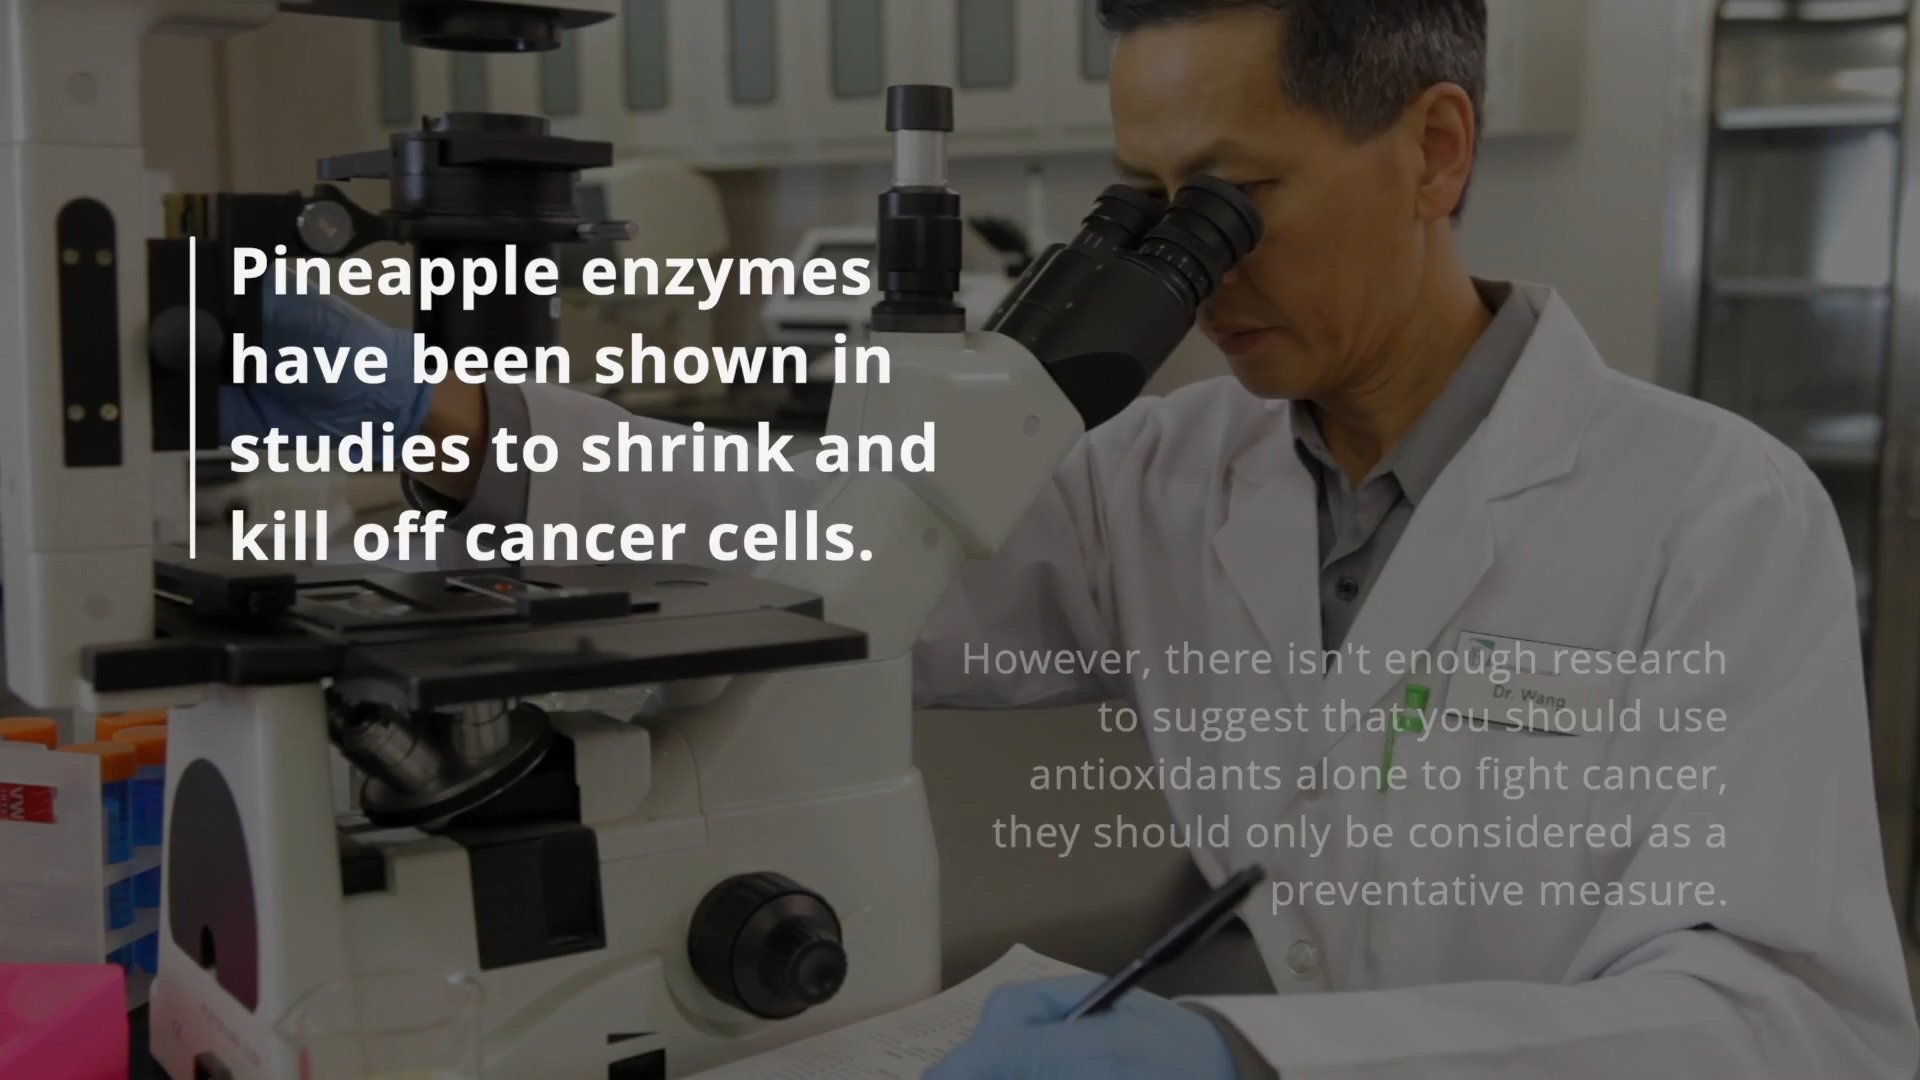 Pineapple enzymes
have been shown in
studies to shrink and
kill off cancer cells.
However, there isn't enough research
to suggest that you should use
antioxidants alone to fight cancer,
they should only be considered as a
preventative measure.
Dr. Wang